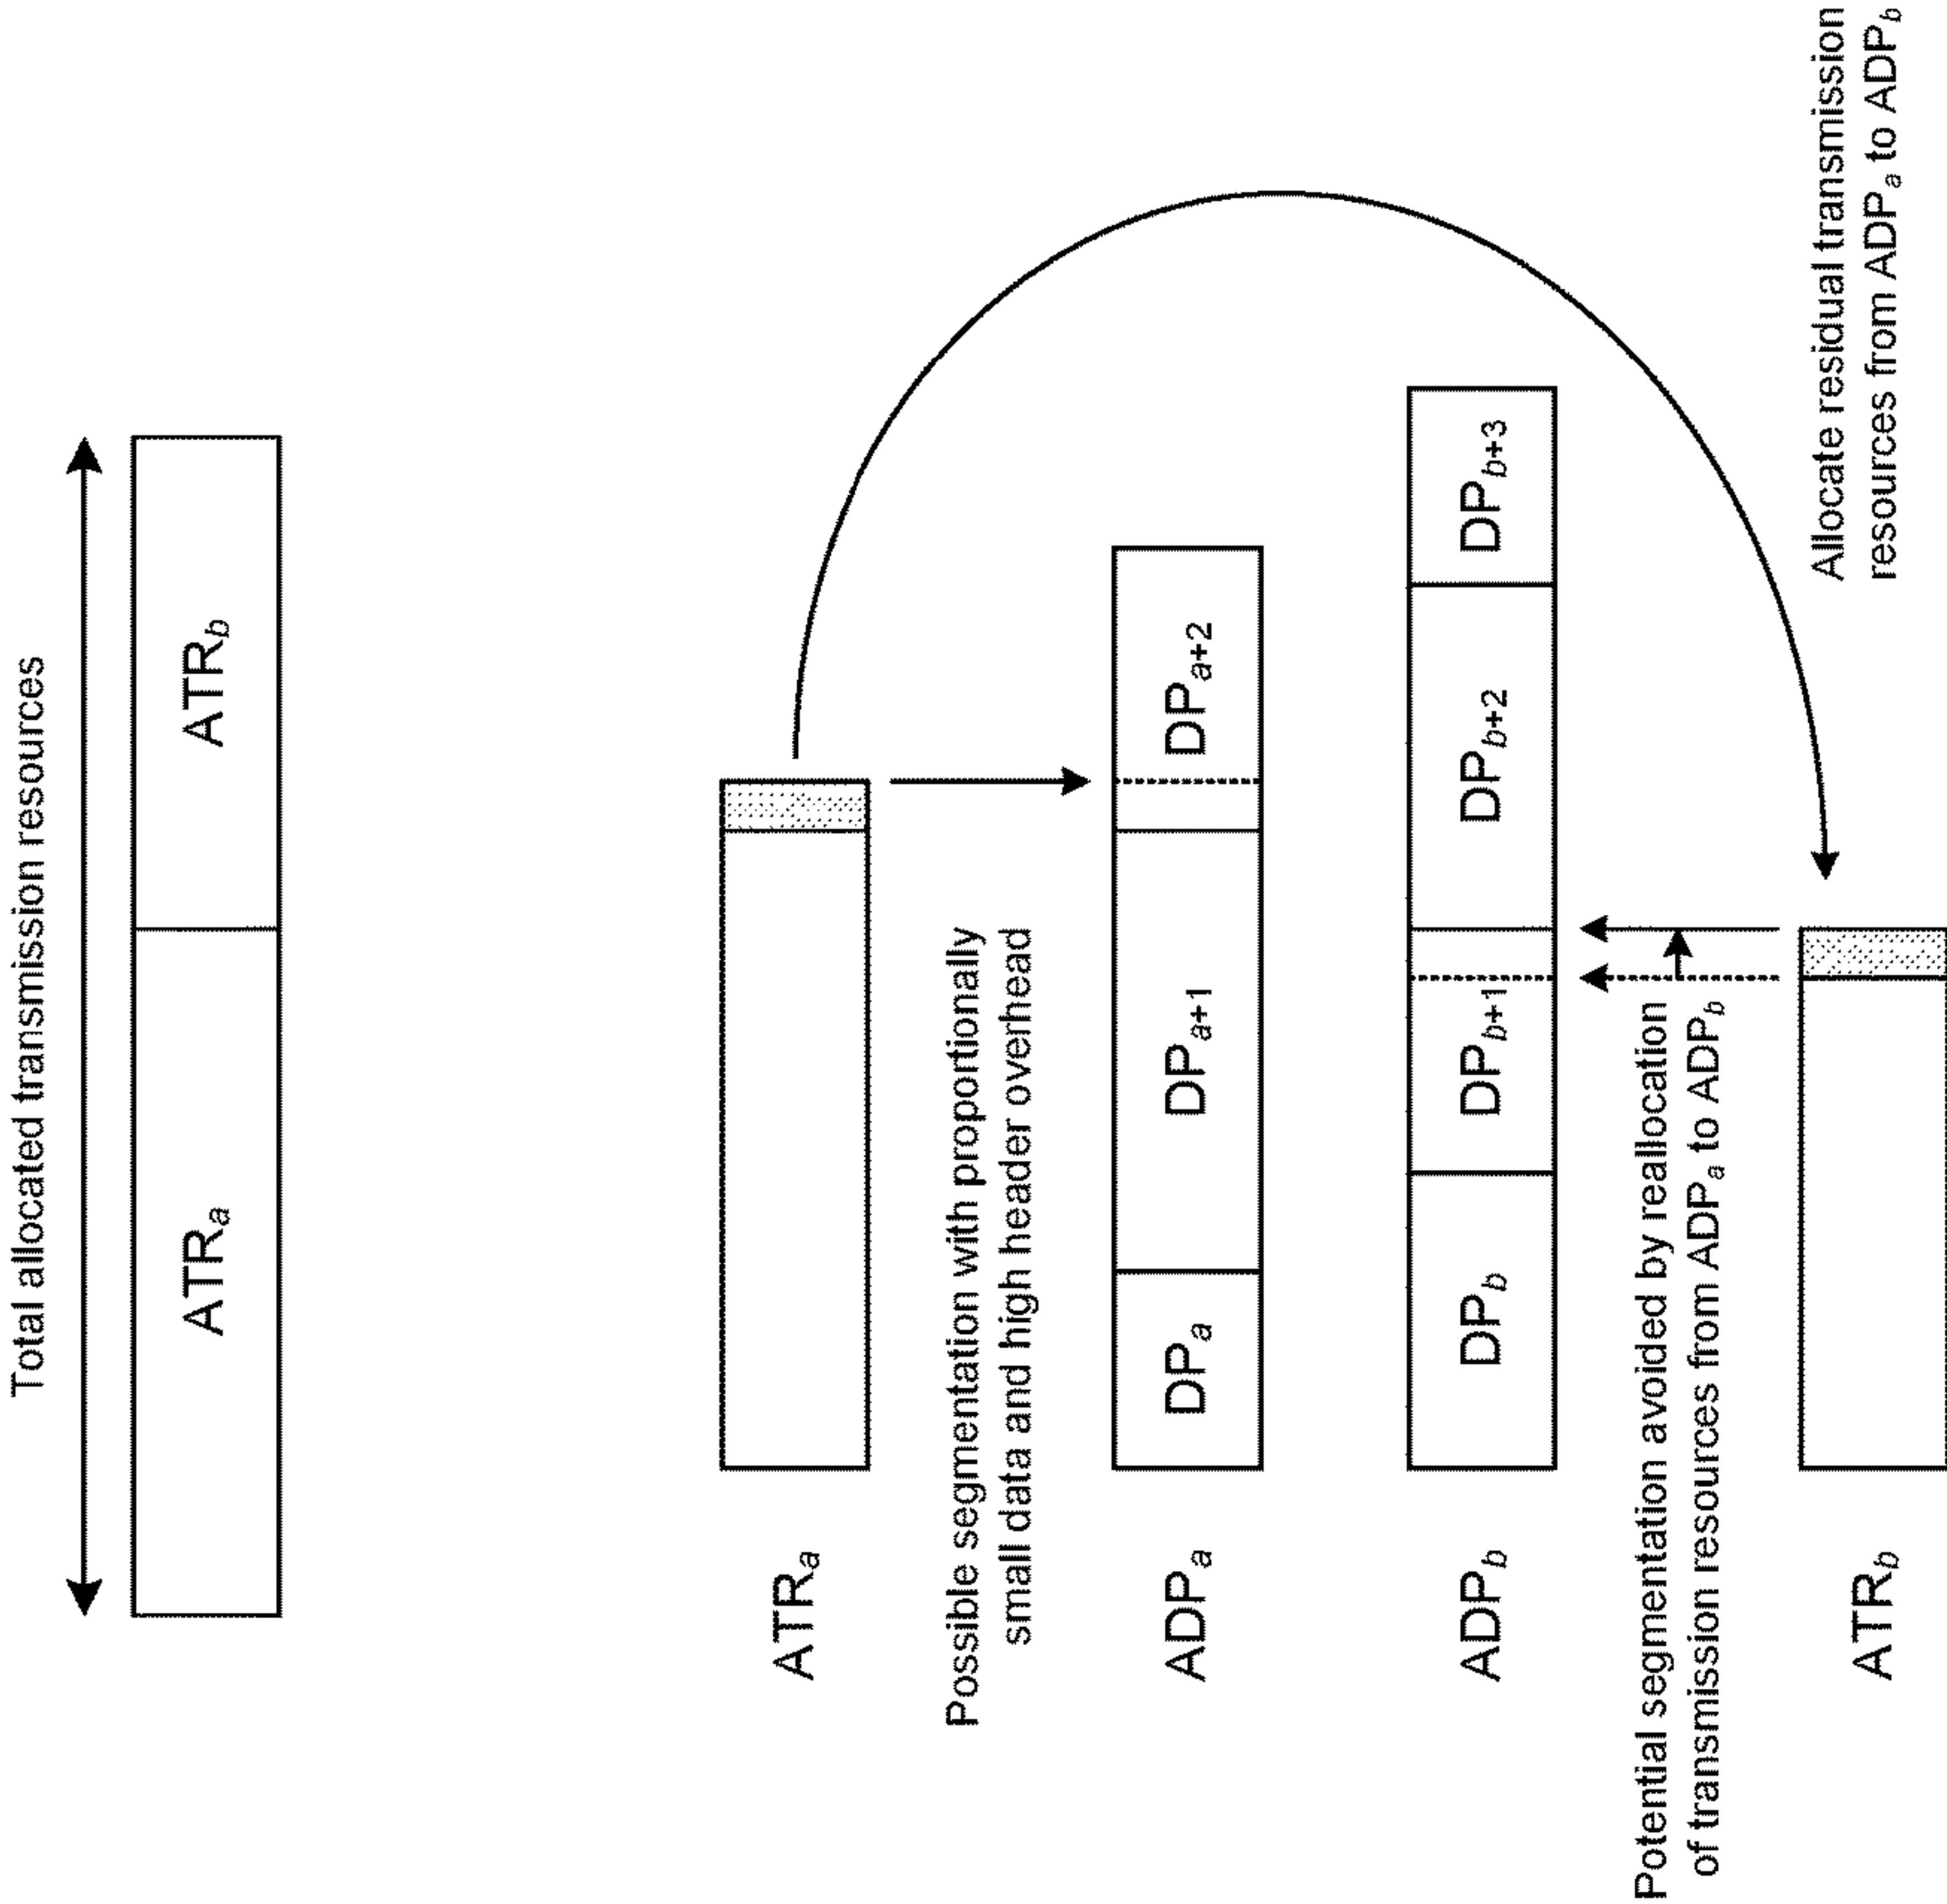 Total allocated transmission resources
ATRa ATRb
ATRa
Possible segmentation with proportionally
small data and high header overhead
ADPa DPa DPa+1 DPa+2
ADPb DPb DPb+1 DPb+2 DPb+3
Potential segmentation avoided by reallocation
of transmission resources from ADPa to ADPb
ATRb
Allocate residual transmission
resources from ADPa to ADPb